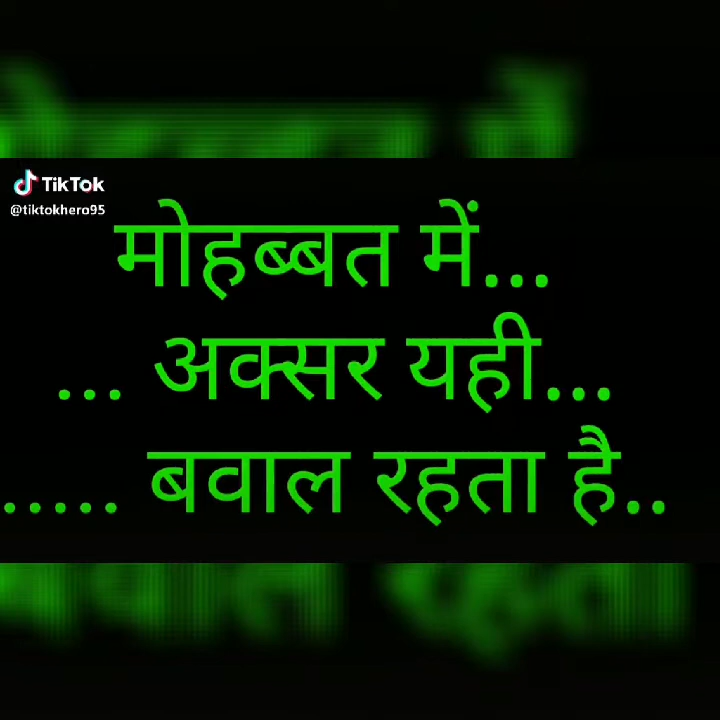 TikTok
@tiktokhero95
मोहब्बत में...
... अक्सर यही...
..... बवाल रहता है..